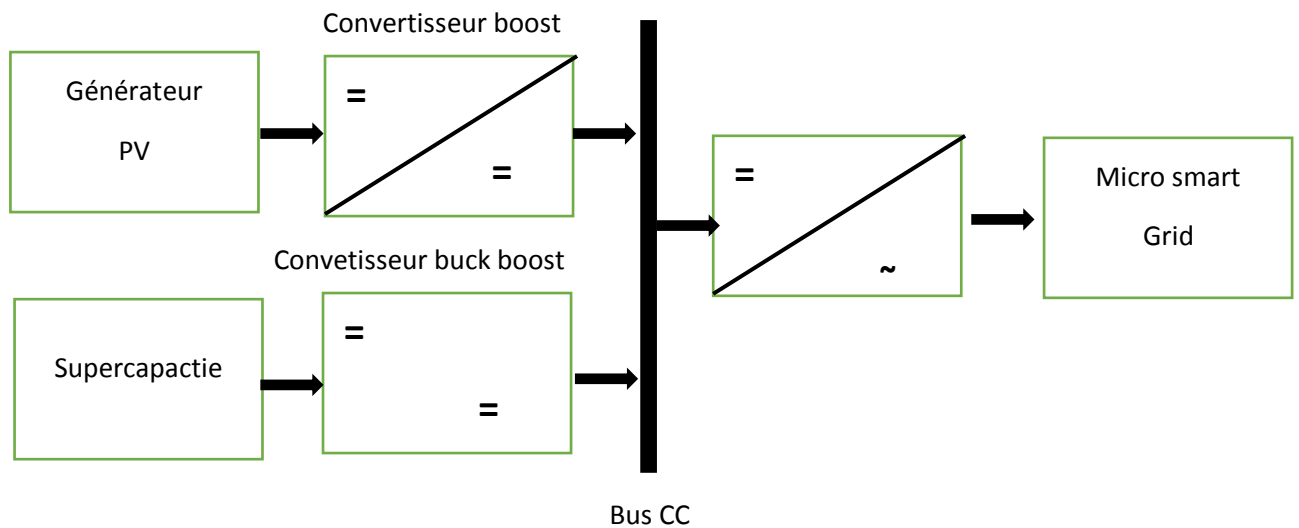 Convertisseur boost
Générateur
PV
=
=
Convetisseur buck boost
Supercapactie
=
=
=
~
Micro smart
Grid
Bus CC